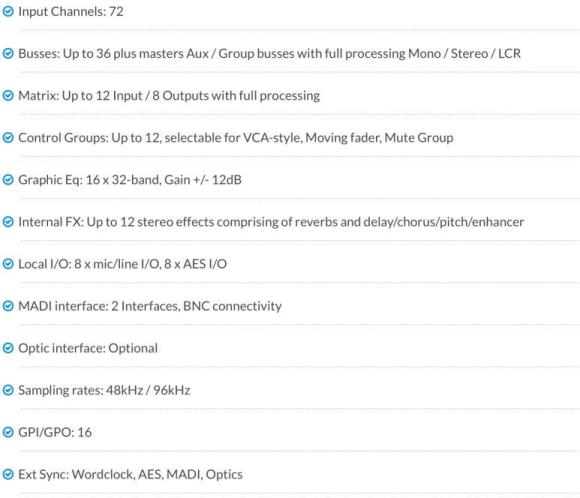 Input Channels: 72
Busses: Up to 36 plus masters Aux / Group busses with full processing Mono / Stereo / LCR
Matrix: Up to 12 Input / 8 Outputs with full processing
Control Groups: Up to 12, selectable for VCA-style, Moving fader, Mute Group
Graphic Eq: 16 x 32-band, Gain +/- 12dB
Internal FX: Up to 12 stereo effects comprising of reverbs and delay/chorus/pitch/enhancer
Local I/O: 8 x mic/line I/O, 8 x AES I/O
MADI interface: 2 Interfaces, BNC connectivity
Optic interface: Optional
Sampling rates: 48kHz / 96kHz
GPI/GPO: 16
Ext Sync: Wordclock, AES, MADI, Optics